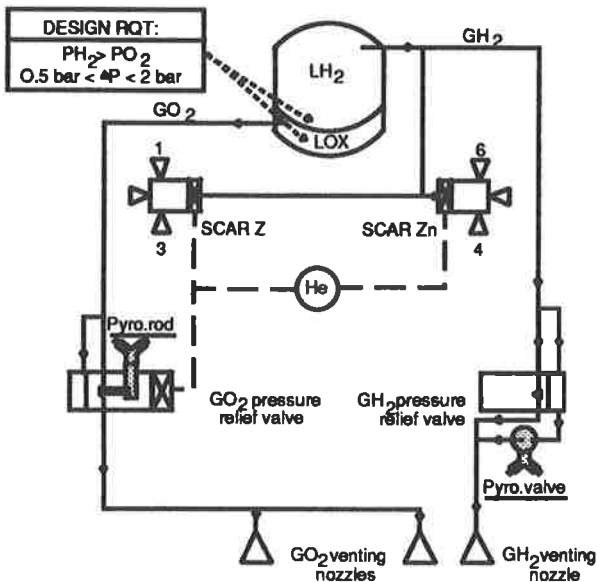 DESIGN RQT:
PH2> PO2
0.5 bar < ▲P < 2 bar
GH2
LH2
GO2
LOX
1
6
3
SCAR Z
SCAR Zn
4
He
Pyro.rod
GO2 pressure
relief valve
GH2 pressure
relief valve
Pyro.valve
GO2 venting
nozzles
GH2 venting
nozzle